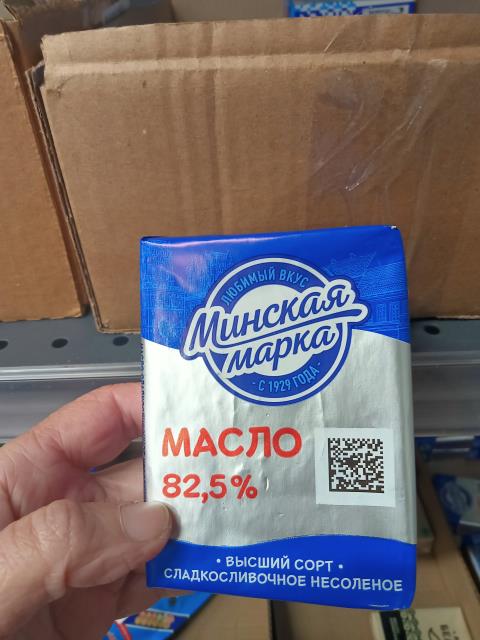 ЛЮБИМЫЙ ВКУС
Минская
марка
· С 1929 ГОДА ·
МАСЛО
82,5%
• ВЫСШИЙ СОРТ •
СЛАДКОСЛИВОЧНОЕ НЕСОЛЕНОЕ